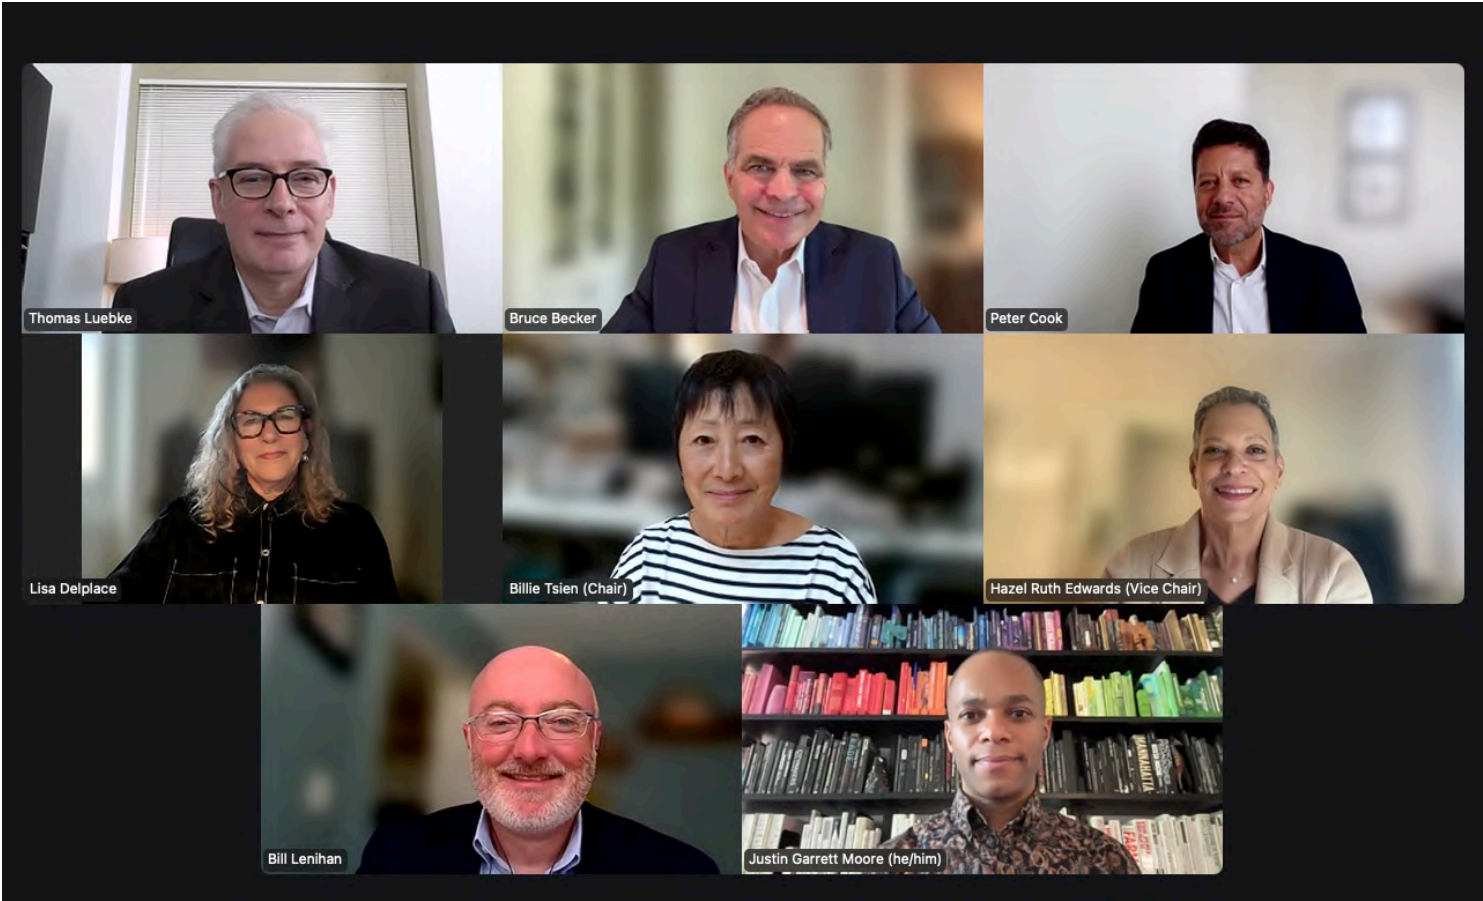 Thomas Luebke
Bruce Becker
Peter Cook
Lisa Delplace
Billie Tsien (Chair)
Hazel Ruth Edwards (Vice Chair)
MANNAHATTA
Bill Lenihan
Justin Garrett Moore (he/him)